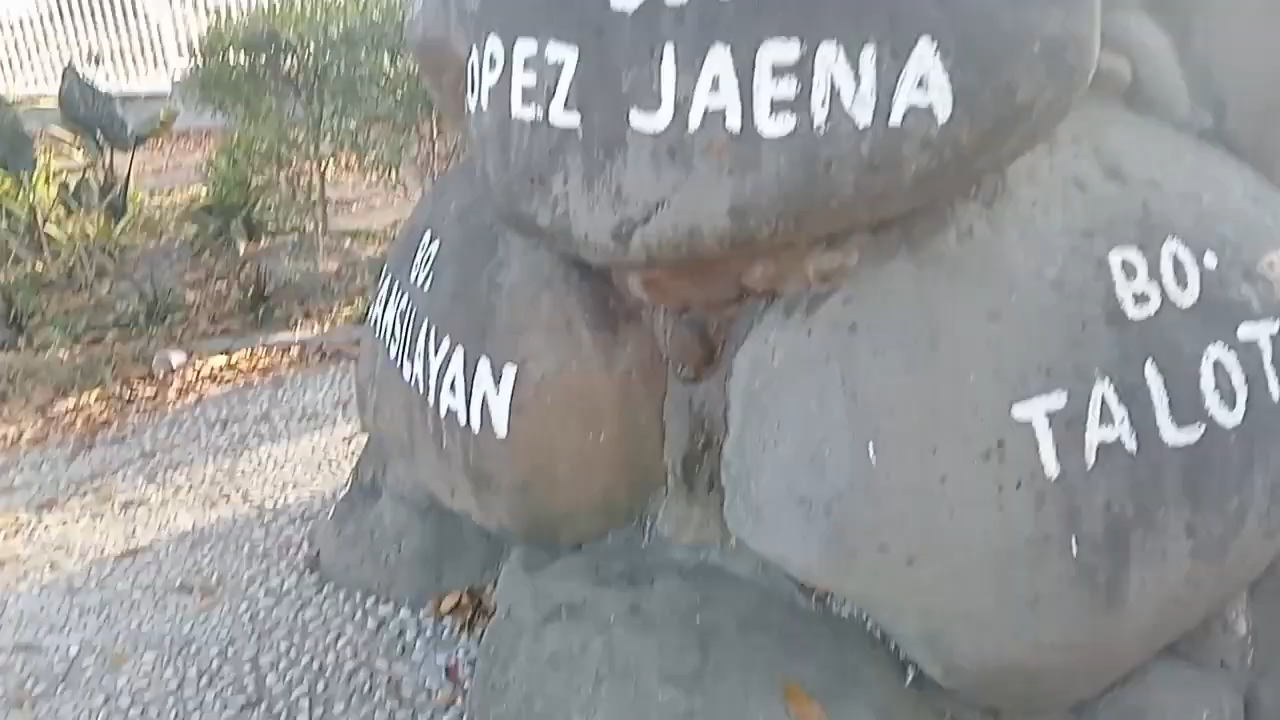 OPEZ JAENA
BO.
ANSILAYAN
BO.
TALOT